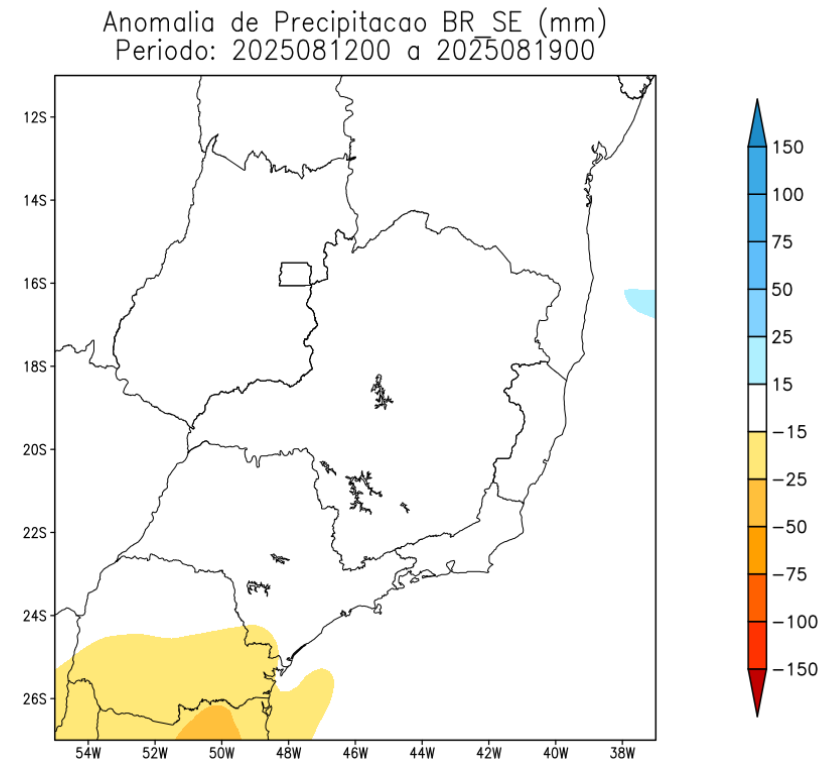 Anomalia de Precipitacao BR_SE (mm)
Periodo: 2025081200 a 2025081900
12S
14S
16S
18S
20S
22S
24S
26S
54W 52W 50W 48W 46W 44W 42W 40W 38W
150
100
75
50
25
15
-15
-25
-50
-75
-100
-150